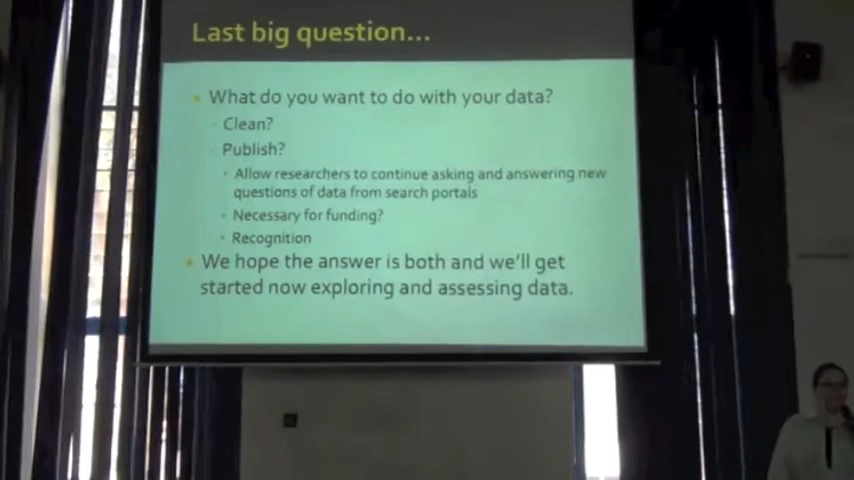 Last big question...
What do you want to do with your data?
Clean?
Publish?
Allow researchers to continue asking and answering new
questions of data from search portals
Necessary for funding?
Recognition
We hope the answer is both and we'll get
started now exploring and assessing data.